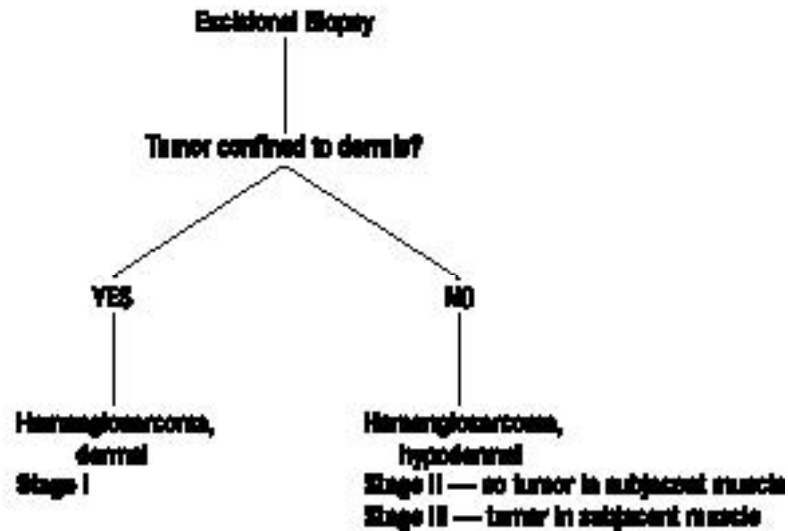 Excisional Biopsy
Tumor confined to dermis?
YES
NO
Hemangiosarcoma,
dermal
Stage I
Hemangiosarcoma,
hypodermal
Stage II — no tumor in subjacent muscle
Stage III — tumor in subjacent muscle